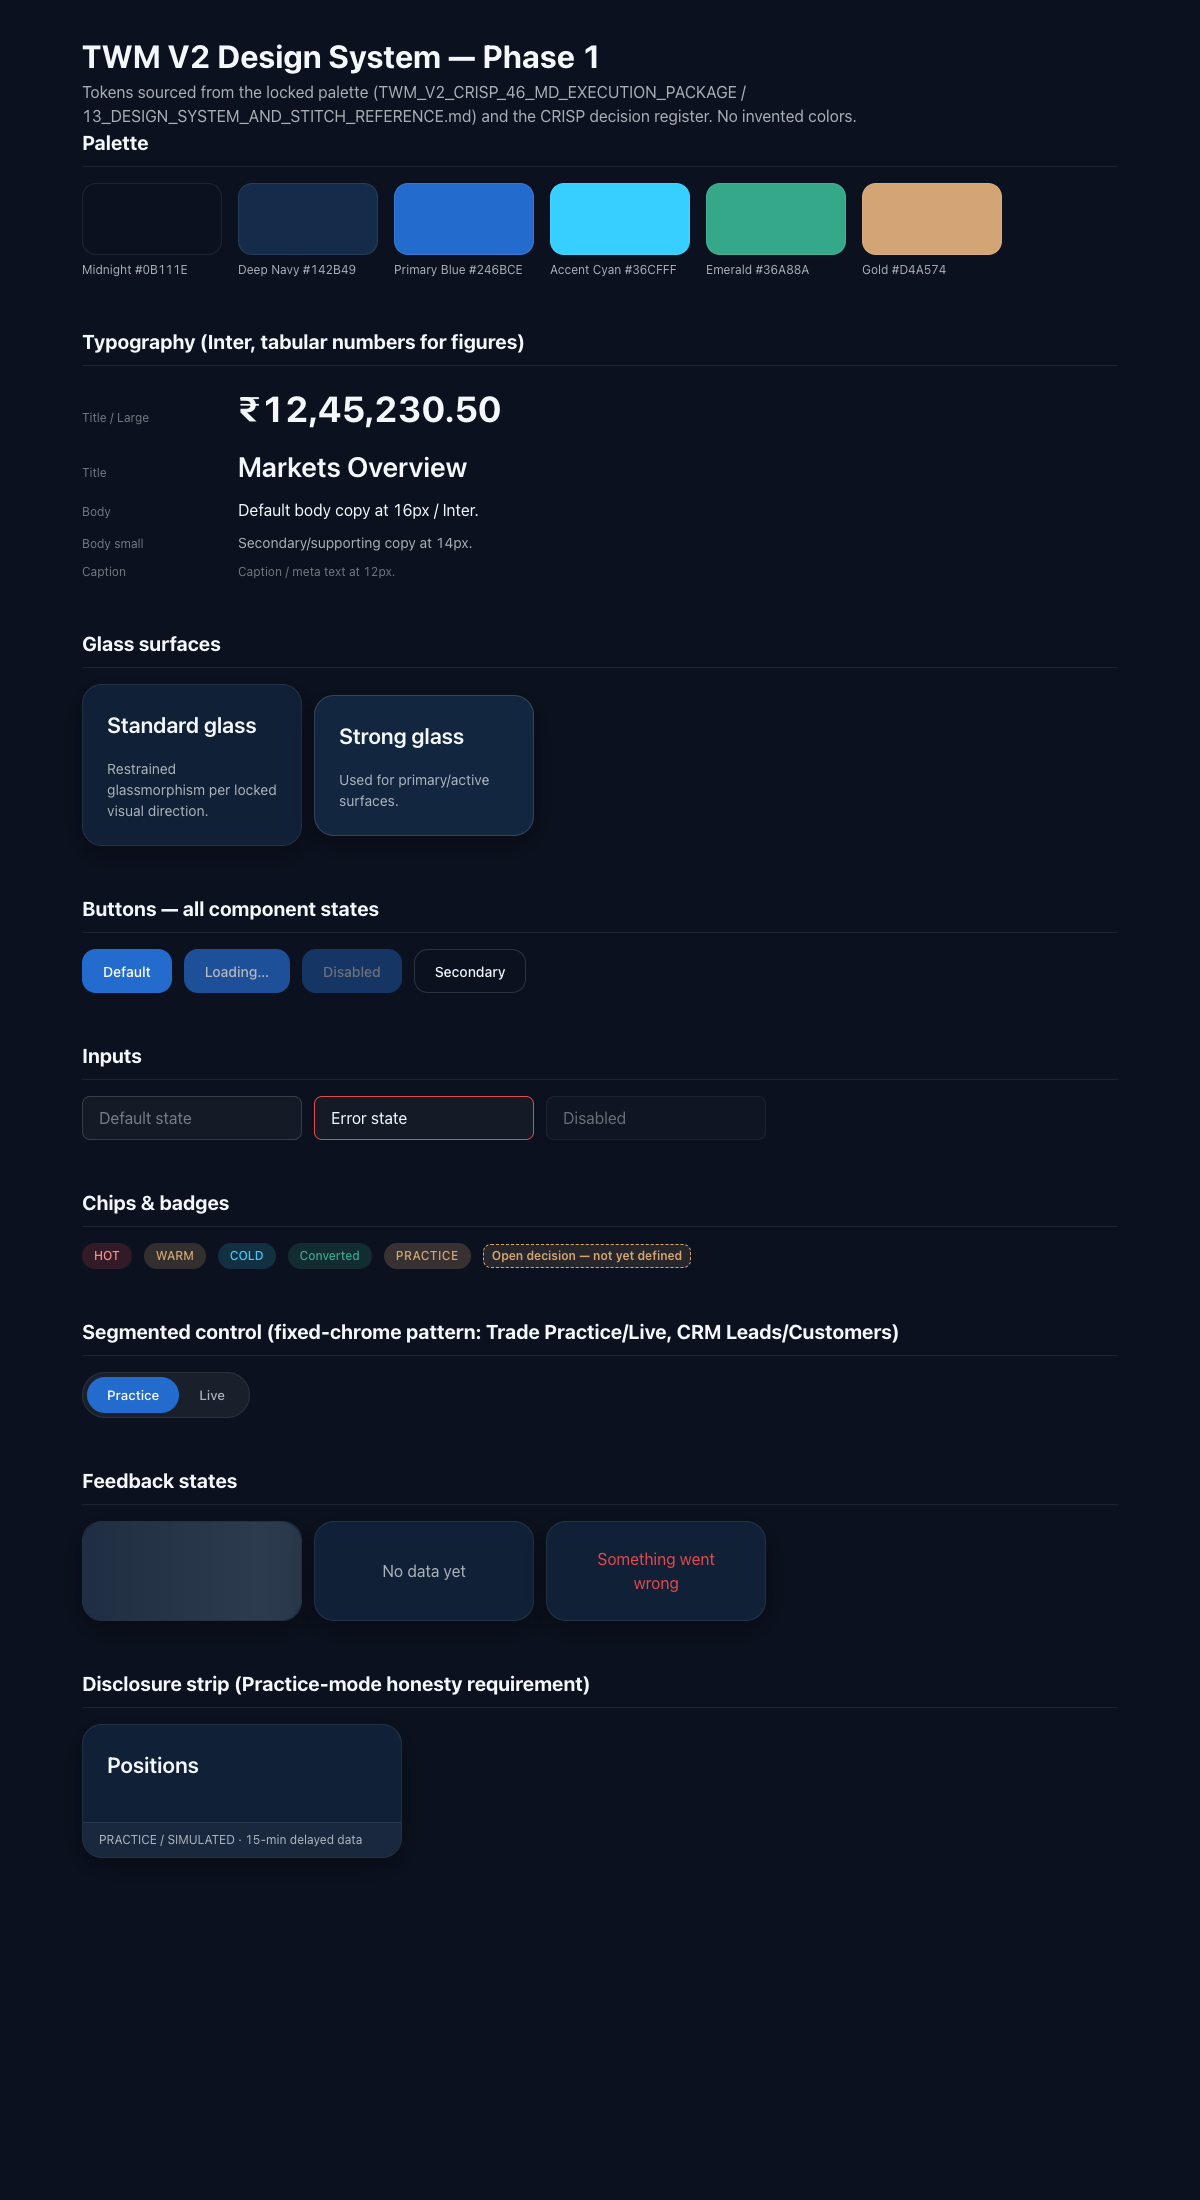 TWM V2 Design System — Phase 1
Tokens sourced from the locked palette (TWM_V2_CRISP_46_MD_EXECUTION_PACKAGE /
13_DESIGN_SYSTEM_AND_STITCH_REFERENCE.md) and the CRISP decision register. No invented colors.
Palette
Midnight #0B111E
Deep Navy #142B49
Primary Blue #246BCE
Accent Cyan #36CFFF
Emerald #36A88A
Gold #D4A574
Typography (Inter, tabular numbers for figures)
Title / Large
₹12,45,230.50
Title
Markets Overview
Body
Default body copy at 16px / Inter.
Body small
Secondary/supporting copy at 14px.
Caption
Caption / meta text at 12px.
Glass surfaces
Standard glass
Restrained
glassmorphism per locked
visual direction.
Strong glass
Used for primary/active
surfaces.
Buttons — all component states
Default
Loading...
Disabled
Secondary
Inputs
Default state
Error state
Disabled
Chips & badges
HOT
WARM
COLD
Converted
PRACTICE
Open decision — not yet defined
Segmented control (fixed-chrome pattern: Trade Practice/Live, CRM Leads/Customers)
Practice
Live
Feedback states
No data yet
Something went
wrong
Disclosure strip (Practice-mode honesty requirement)
Positions
PRACTICE / SIMULATED · 15-min delayed data